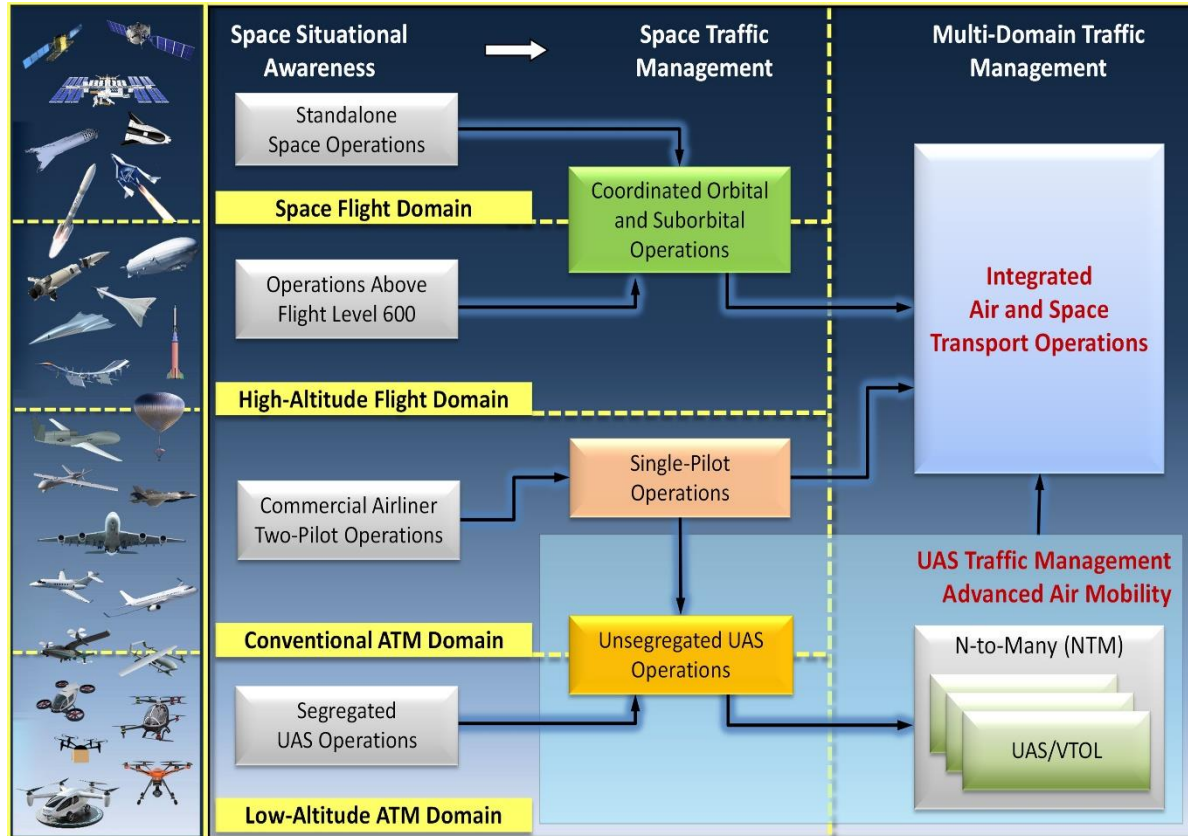 Space Situational
Awareness
Space Traffic
Management
Multi-Domain Traffic
Management
Standalone
Space Operations
Coordinated Orbital
and Suborbital
Operations
Space Flight Domain
Operations Above
Flight Level 600
Integrated
Air and Space
Transport Operations
High-Altitude Flight Domain
Single-Pilot
Operations
Commercial Airliner
Two-Pilot Operations
UAS Traffic Management
Advanced Air Mobility
Conventional ATM Domain
Unsegregated UAS
Operations
N-to-Many (NTM)
Segregated
UAS Operations
UAS/VTOL
Low-Altitude ATM Domain